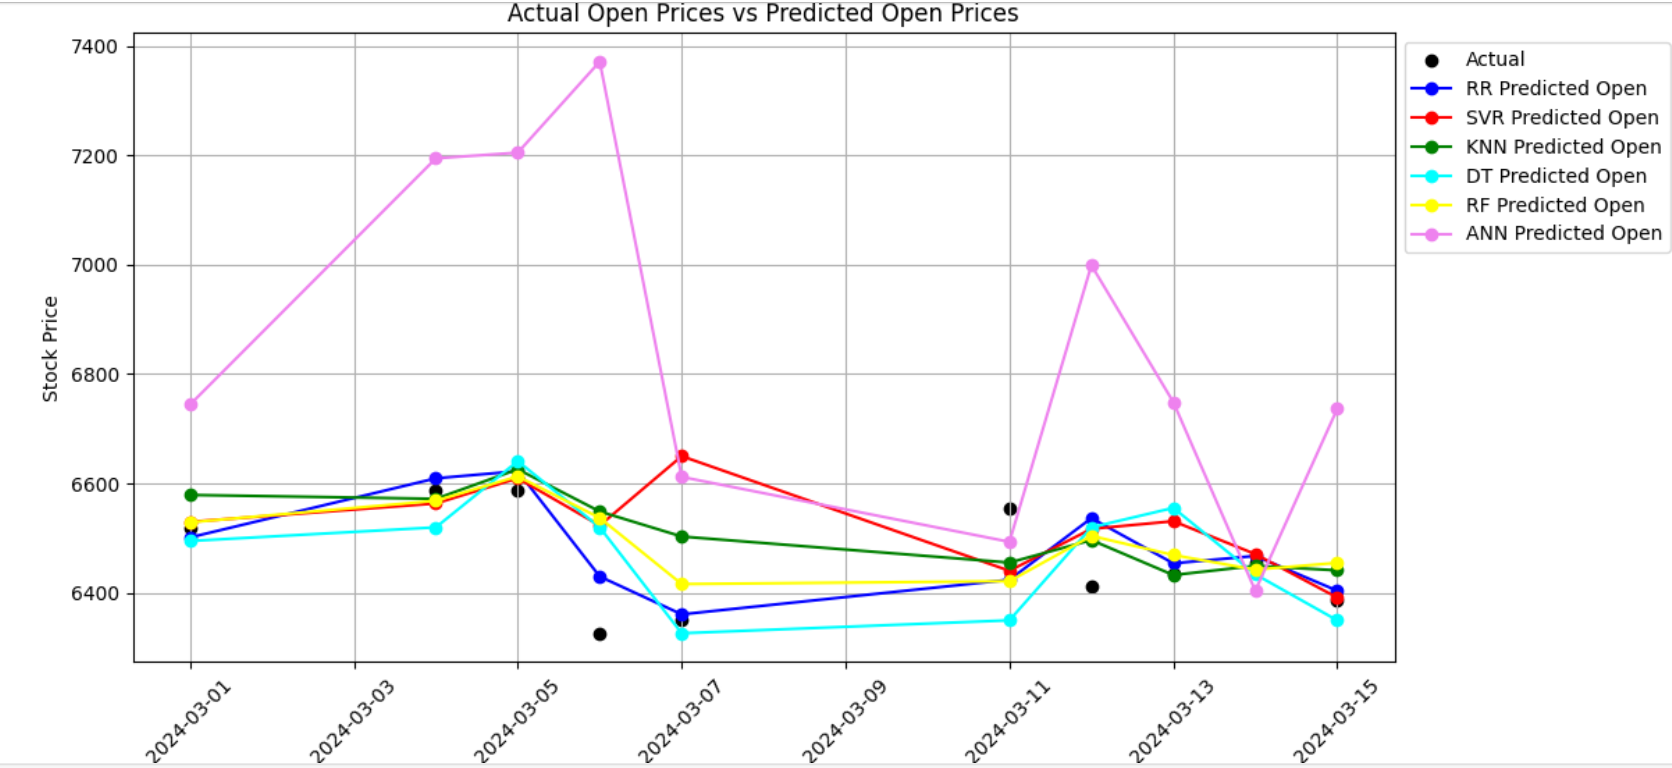 Actual Open Prices vs Predicted Open Prices
Stock Price
7400
7200
7000
6800
6600
6400
2024-03-01
2024-03-03
2024-03-05
2024-03-07
2024-03-09
2024-03-11
2024-03-13
2024-03-15
Actual
RR Predicted Open
SVR Predicted Open
KNN Predicted Open
DT Predicted Open
RF Predicted Open
ANN Predicted Open